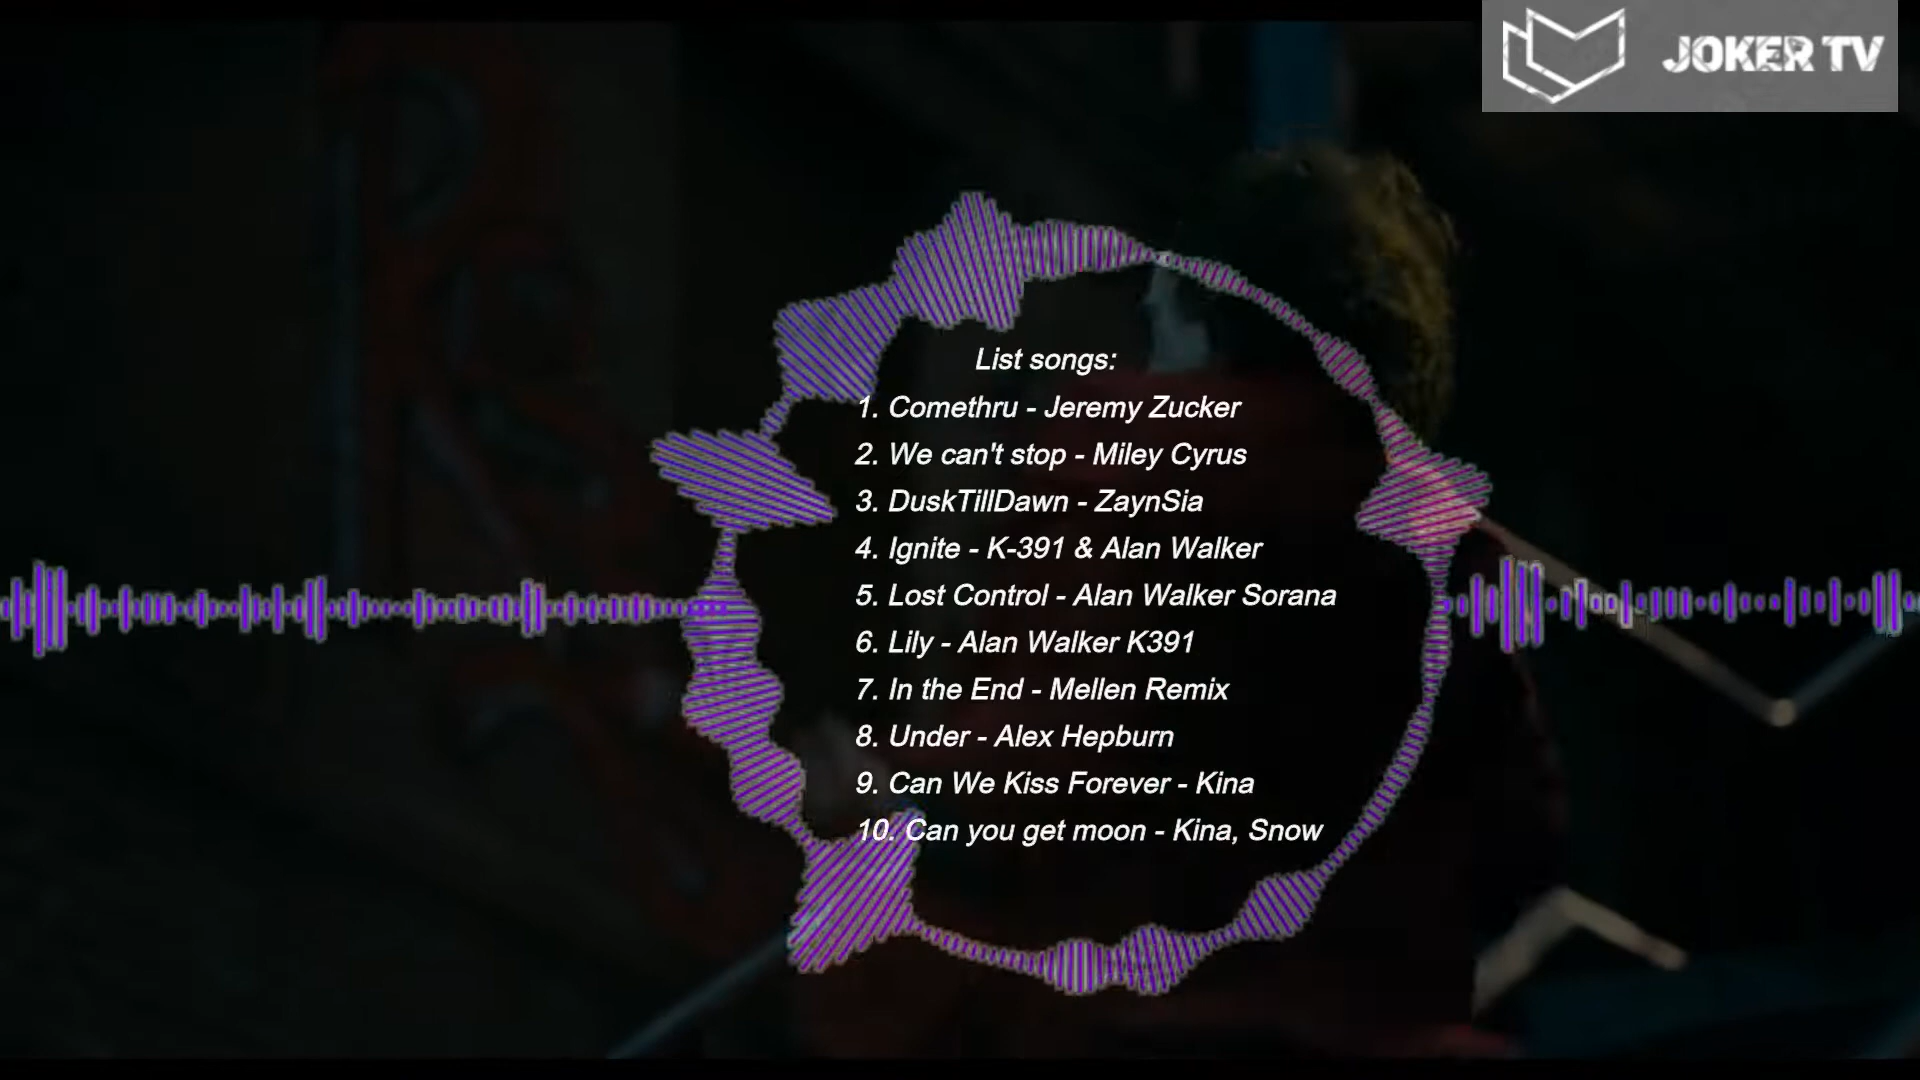 JOKER TV
List songs:
1. Comethru - Jeremy Zucker
2. We can't stop - Miley Cyrus
3. DuskTillDawn - ZaynSia
4. Ignite - K-391 & Alan Walker
5. Lost Control - Alan Walker Sorana
6. Lily - Alan Walker K391
7. In the End - Mellen Remix
8. Under - Alex Hepburn
9. Can We Kiss Forever - Kina
10. Can you get moon - Kina, Snow